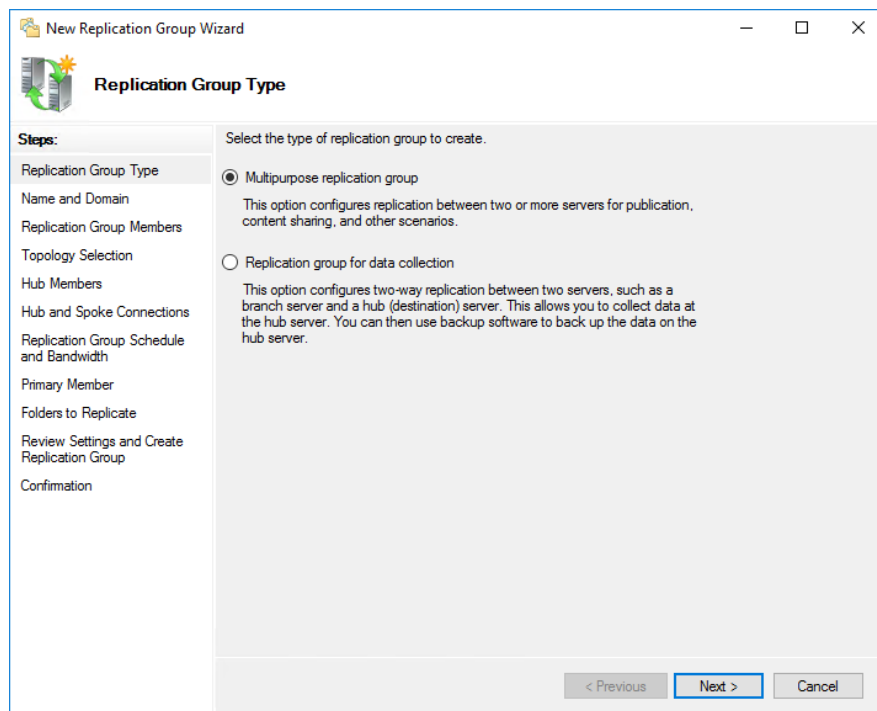 New Replication Group Wizard
Replication Group Type
Steps:
Replication Group Type
Name and Domain
Replication Group Members
Topology Selection
Hub Members
Hub and Spoke Connections
Replication Group Schedule
and Bandwidth
Primary Member
Folders to Replicate
Review Settings and Create
Replication Group
Confirmation
Select the type of replication group to create.
Multipurpose replication group
This option configures replication between two or more servers for publication,
content sharing, and other scenarios.
Replication group for data collection
This option configures two-way replication between two servers, such as a
branch server and a hub (destination) server. This allows you to collect data at
the hub server. You can then use backup software to back up the data on the
hub server.
< Previous
Next >
Cancel